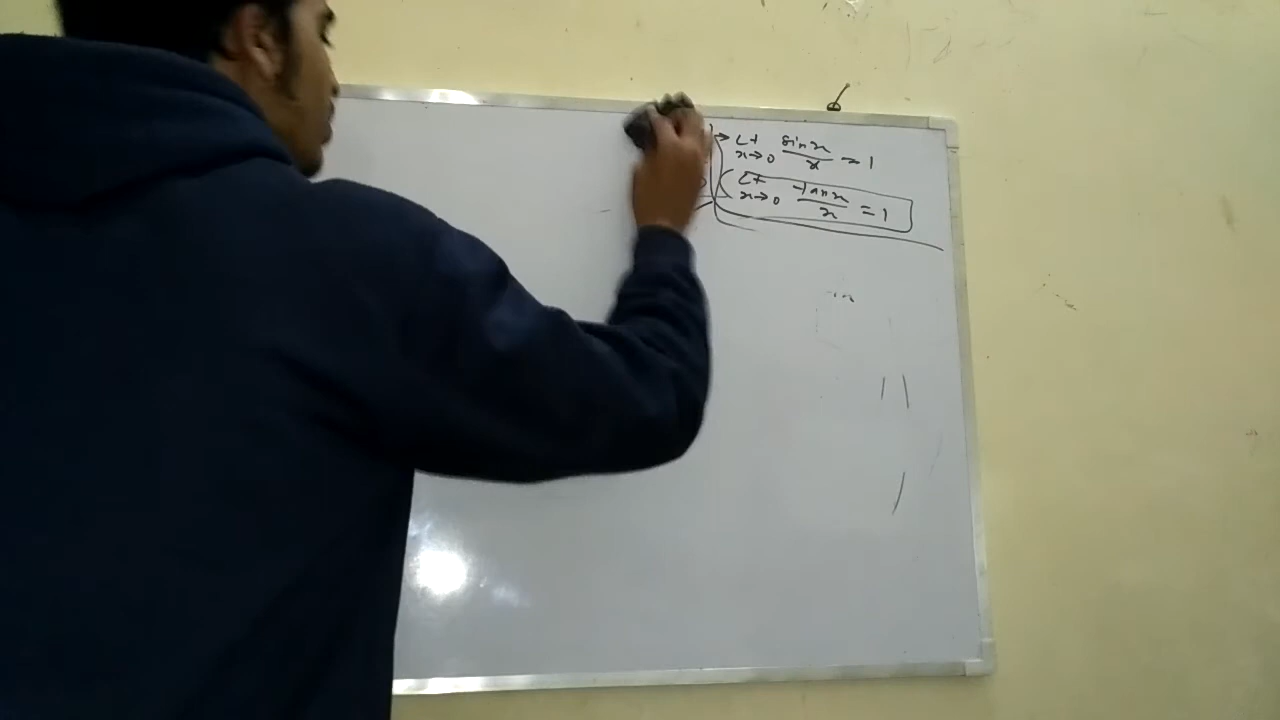 → Lt x→0 sinx/x = 1
Lt x→0 tanx/x = 1